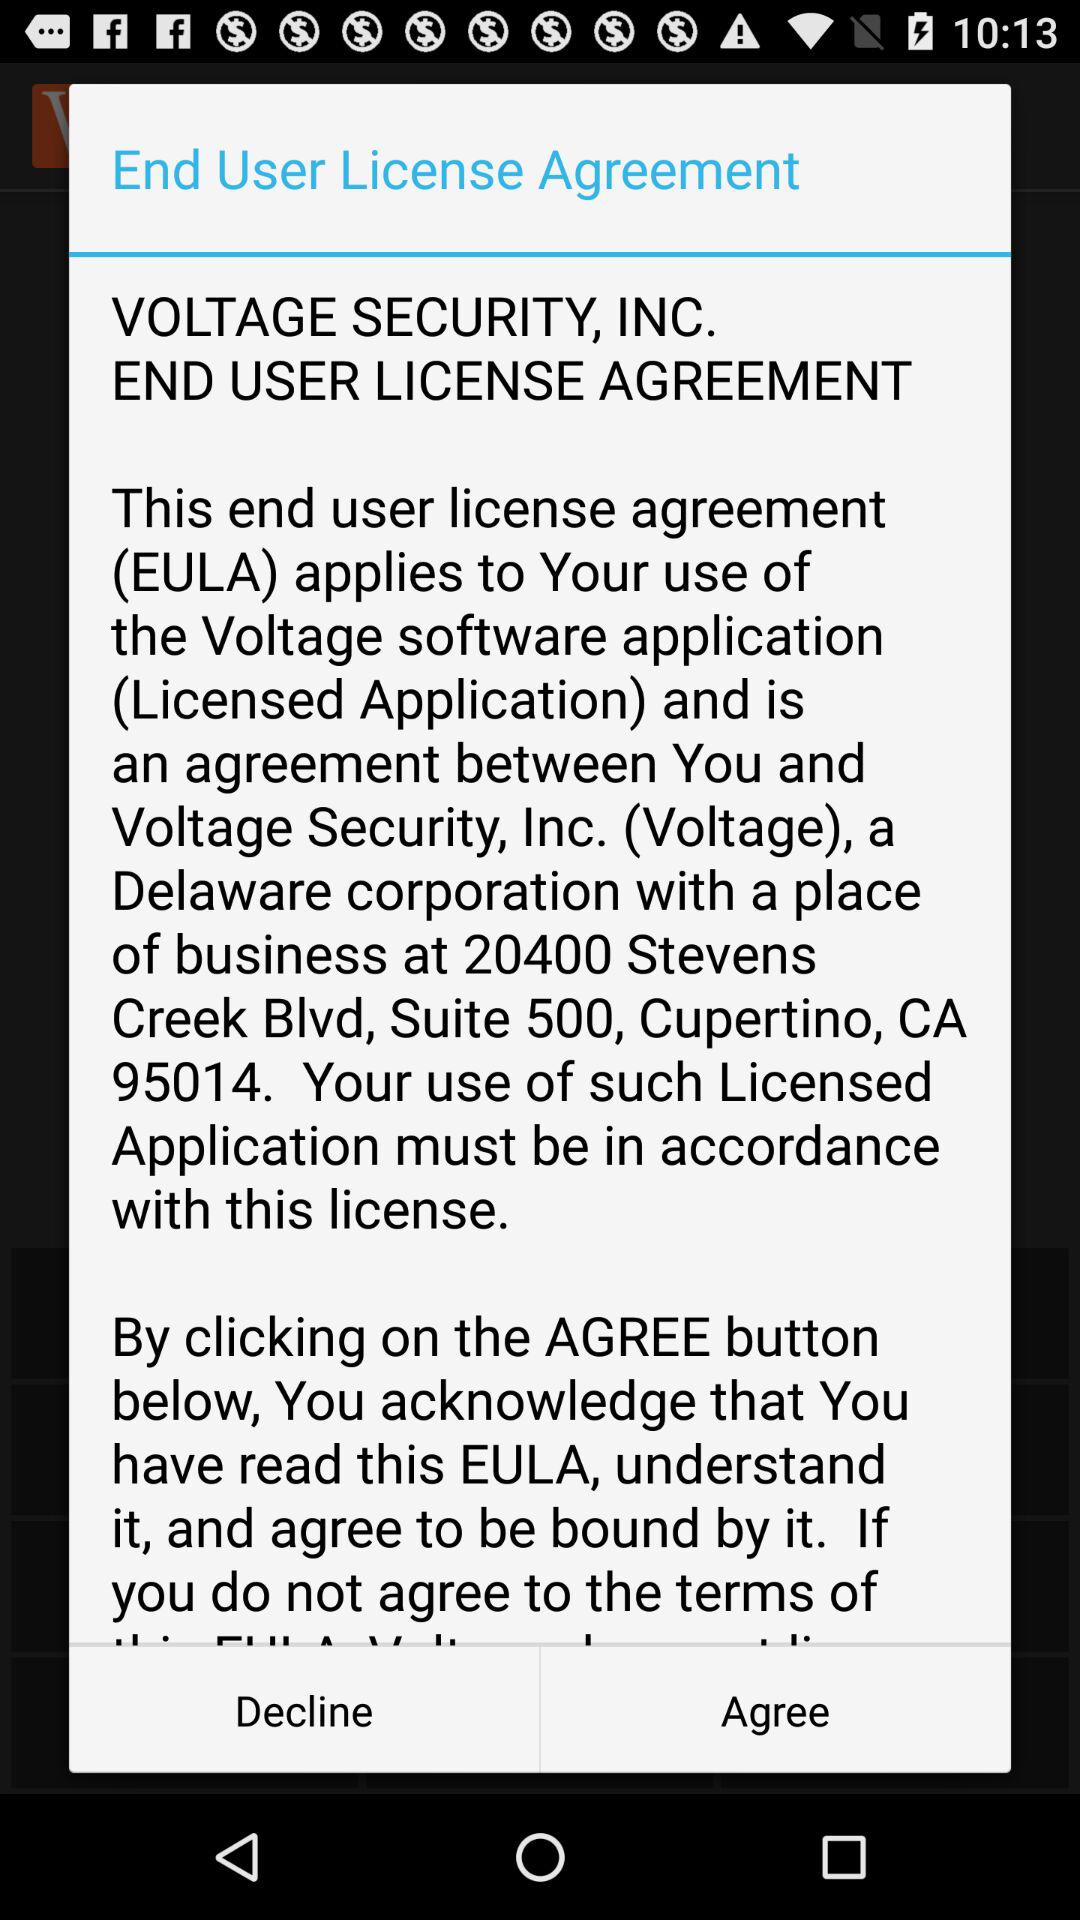 10:13
End User License Agreement
VOLTAGE SECURITY, INC.
END USER LICENSE AGREEMENT
This end user license agreement
(EULA) applies to Your use of
the Voltage software application
(Licensed Application) and is
an agreement between You and
Voltage Security, Inc. (Voltage), a
Delaware corporation with a place
of business at 20400 Stevens
Creek Blvd, Suite 500, Cupertino, CA
95014.  Your use of such Licensed
Application must be in accordance
with this license.
By clicking on the AGREE button
below, You acknowledge that You
have read this EULA, understand
it, and agree to be bound by it.  If
you do not agree to the terms of
Decline
Agree